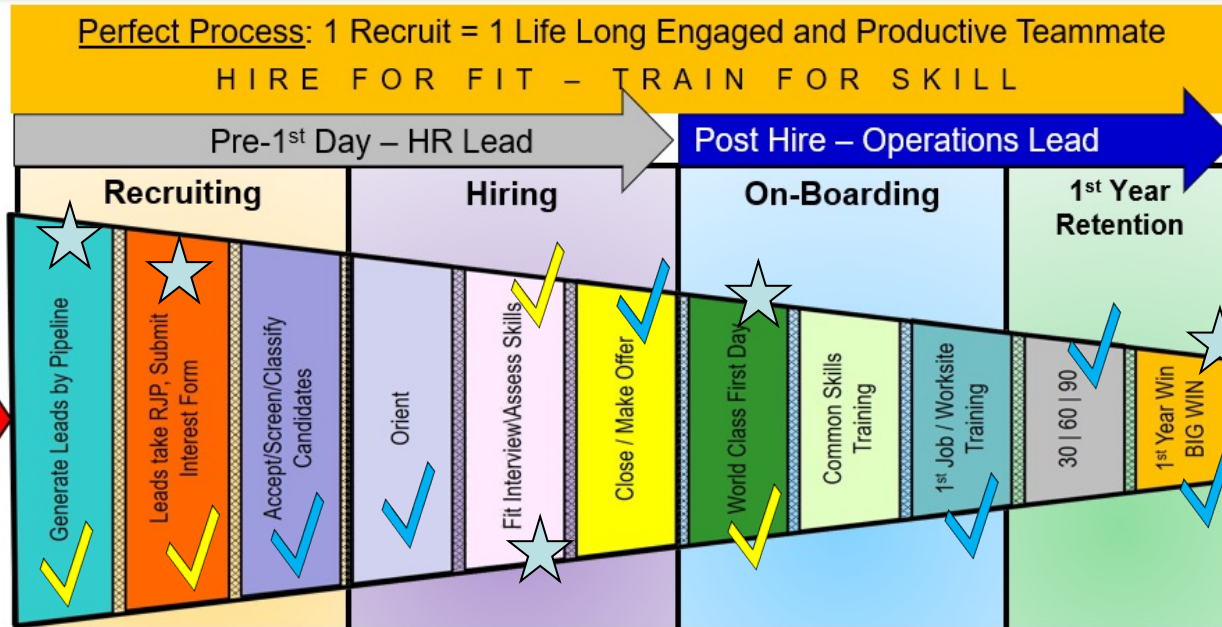 Perfect Process: 1 Recruit = 1 Life Long Engaged and Productive Teammate
HIRE FOR FIT – TRAIN FOR SKILL
Pre-1st Day – HR Lead
Post Hire – Operations Lead
Recruiting
Hiring
On-Boarding
1st Year
Retention
Generate Leads by Pipeline
Leads take RJP, Submit
Interest Form
Accept/Screen/Classify
Candidates
Orient
Fit Interview\Assess Skills
Close / Make Offer
World Class First Day
Common Skills
Training
1st Job / Worksite
Training
30 | 60 | 90
1st Year Win
BIG WIN